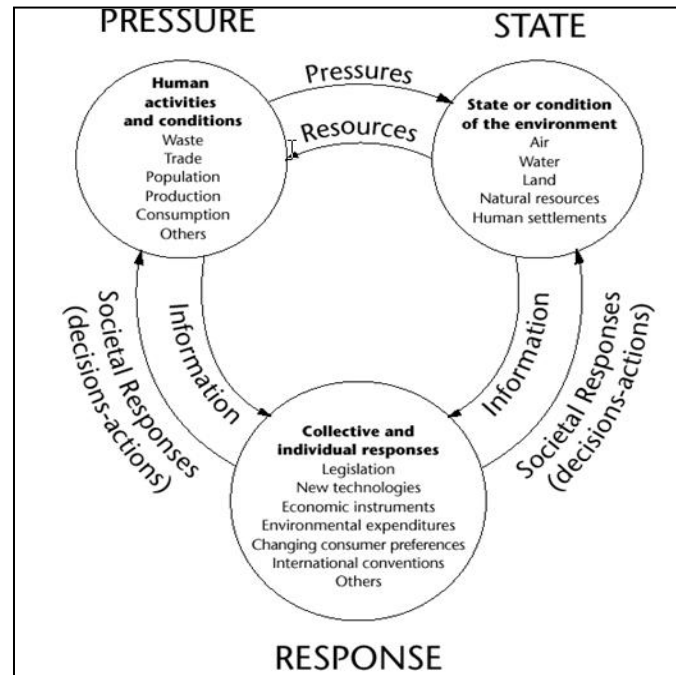 PRESSURE
STATE
Pressures
Resources
Human
activities
and conditions
Waste
Trade
Population
Production
Consumption
Others
State or condition
of the environment
Air
Water
Land
Natural resources
Human settlements
Societal Responses
(decisions-actions)
Information
Information
Societal Responses
(decisions-actions)
Collective and
individual responses
Legislation
New technologies
Economic instruments
Environmental expenditures
Changing consumer preferences
International conventions
Others
RESPONSE